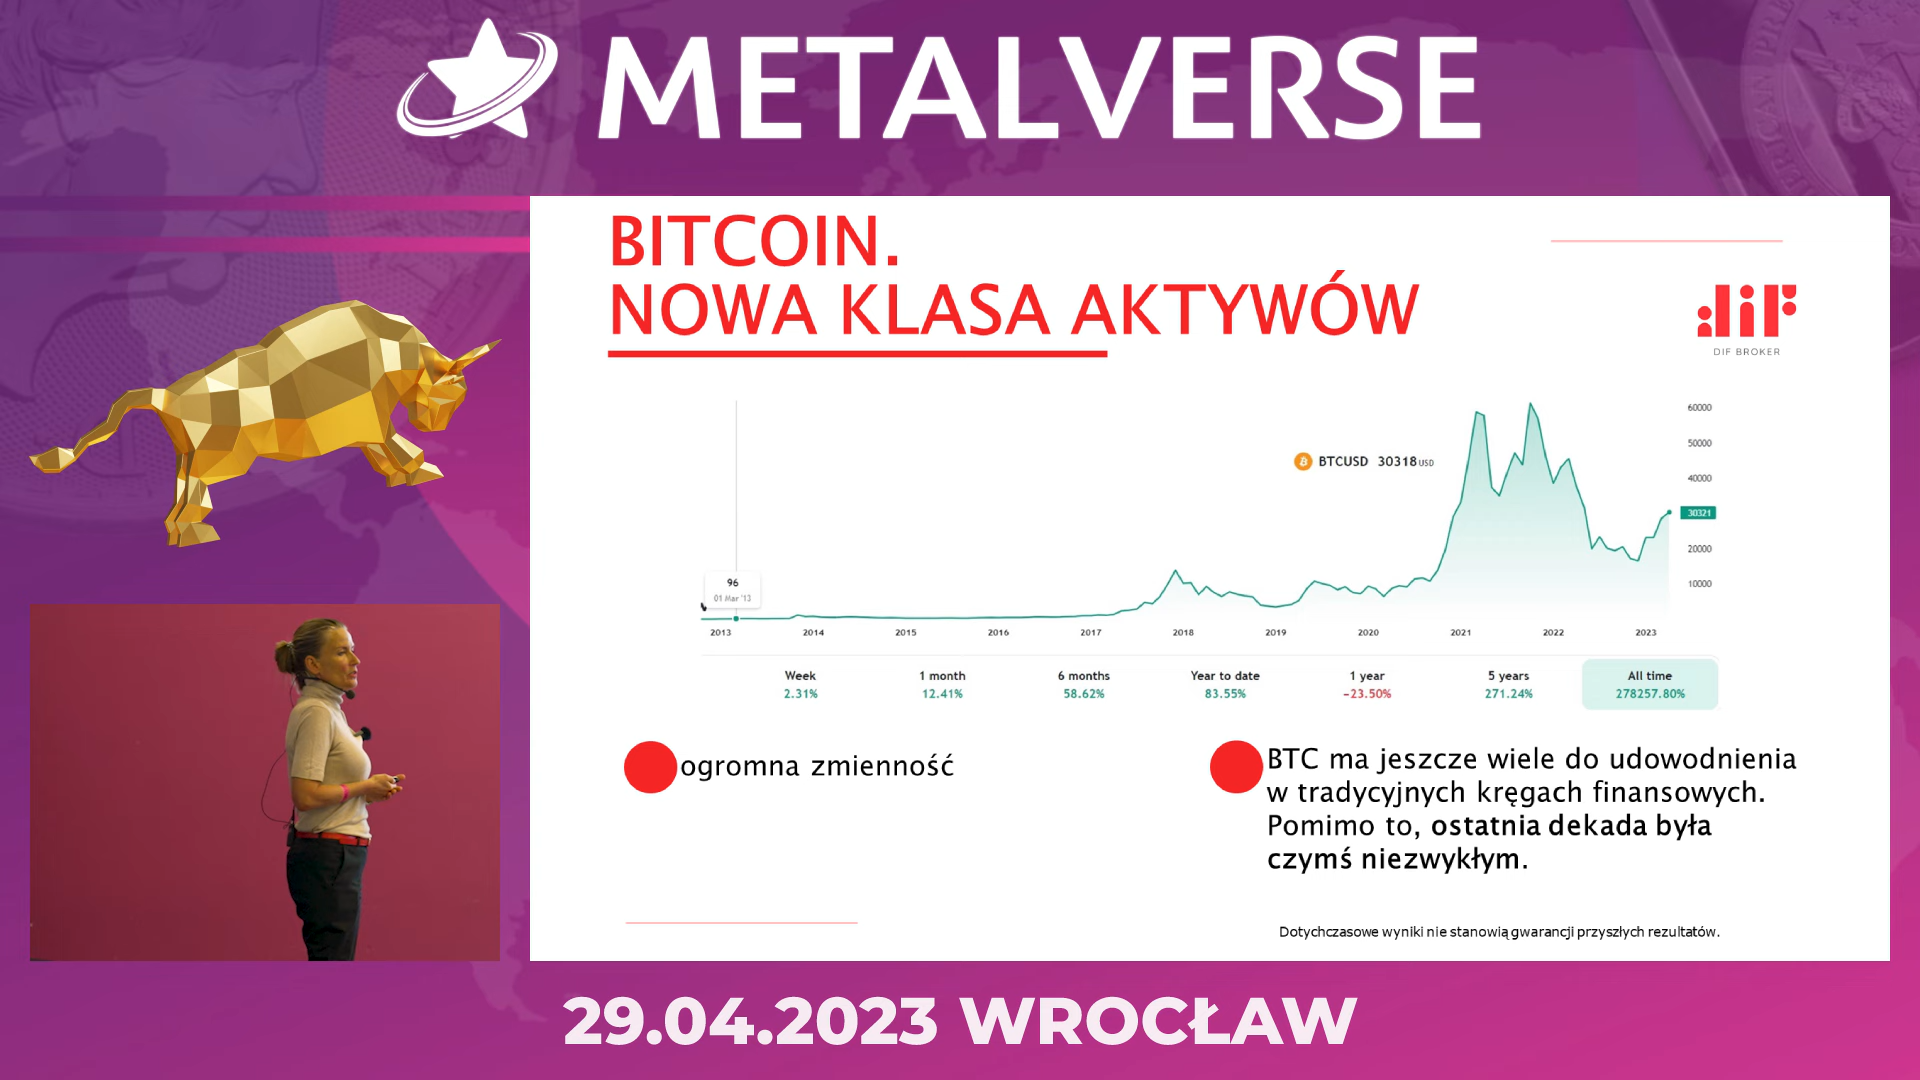 METALVERSE
BITCOIN.
NOWA KLASA AKTYWÓW
dif
DIF BROKER
60000
50000
BTCUSD 30318 USD
40000
30321
20000
96
01 Mar '13
10000
2013 2014 2015 2016 2017 2018 2019 2020 2021 2022 2023
Week 1 month 6 months Year to date 1 year 5 years All time
2.31% 12.41% 58.62% 83.55% −23.50% 271.24% 278257.80%
ogromna zmienność
BTC ma jeszcze wiele do udowodnienia
w tradycyjnych kręgach finansowych.
Pomimo to, ostatnia dekada była
czymś niezwykłym.
Dotychczasowe wyniki nie stanowią gwarancji przyszłych rezultatów.
29.04.2023 WROCŁAW